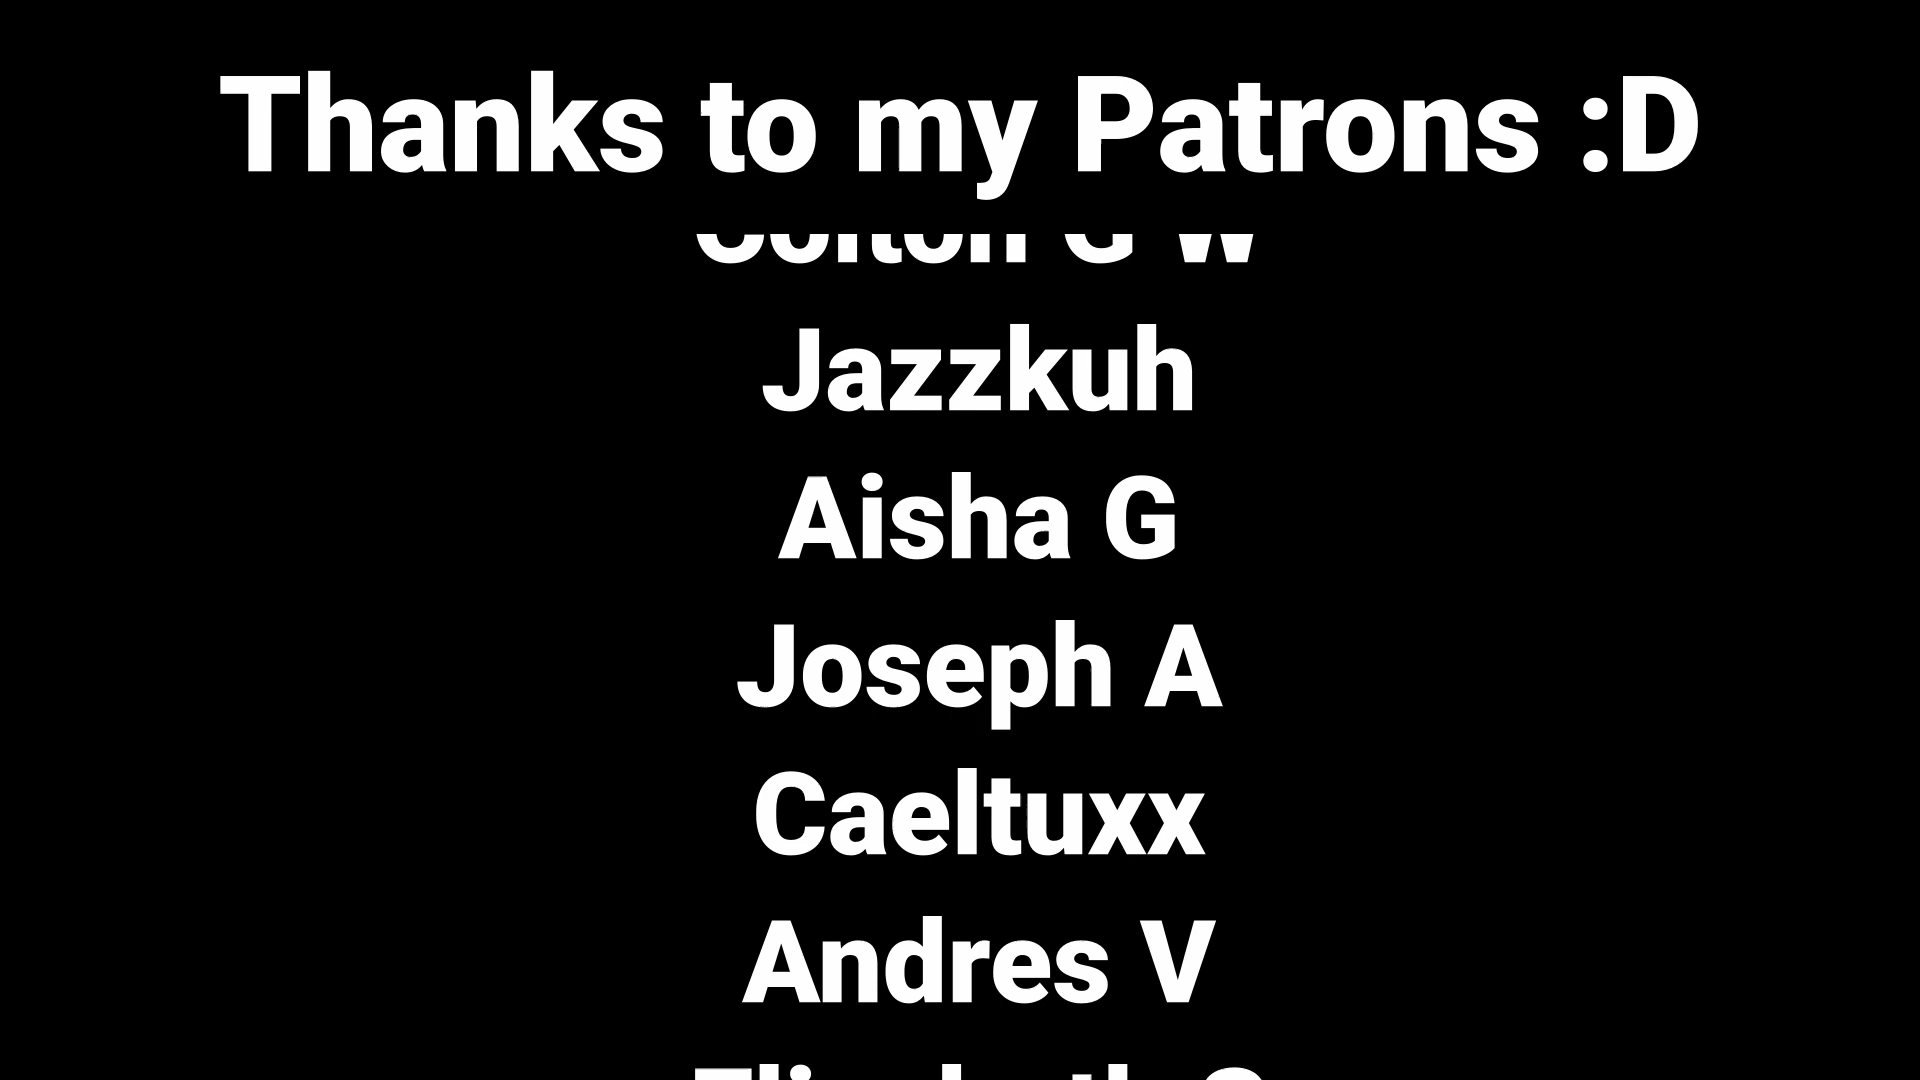 Thanks to my Patrons :D
Jazzkuh
Aisha G
Joseph A
Caeltuxx
Andres V